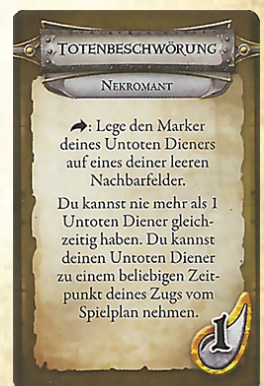 TOTENBESCHWÖRUNG
NEKROMANT
: Lege den Marker
deines Untoten Dieners
auf eines deiner leeren
Nachbarfelder.
Du kannst nie mehr als 1
Untoten Diener gleich-
zeitig haben. Du kannst
deinen Untoten Diener
zu einem beliebigen Zeit-
punkt deines Zugs vom
Spielplan nehmen.
1